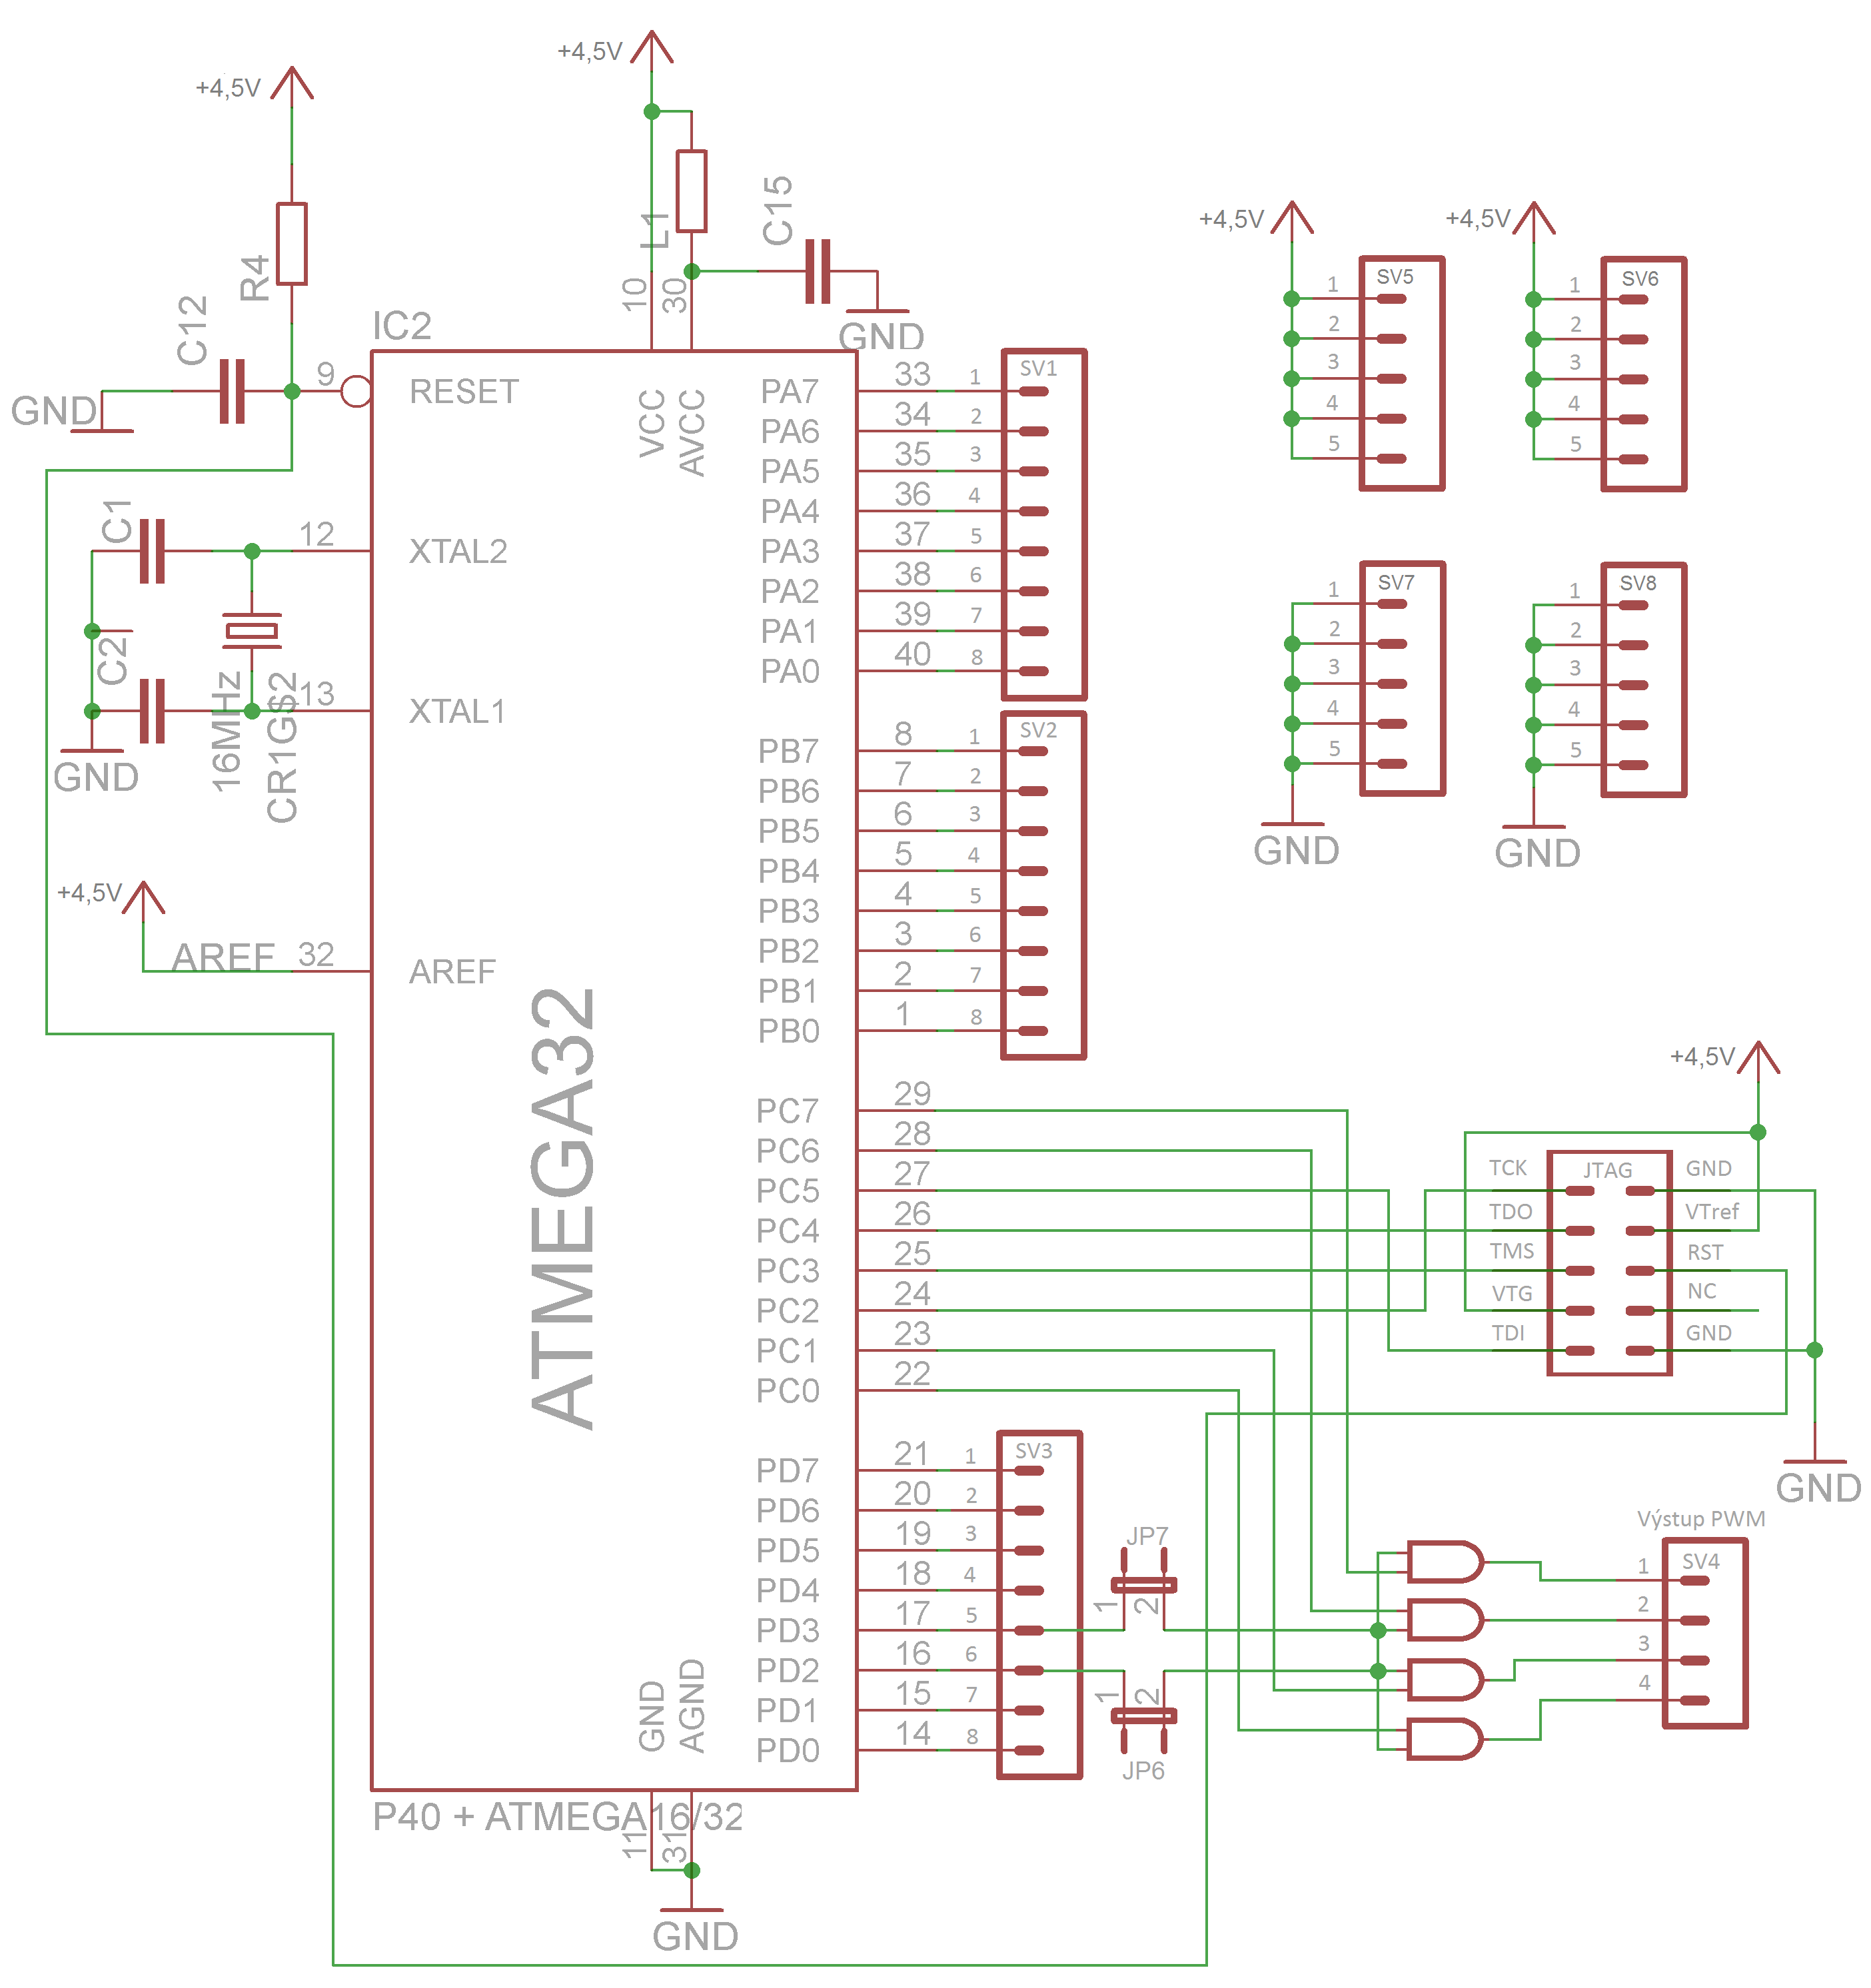 +4,5V
+4,5V
R4
C12
GND
9
IC2
RESET
L1
C15
10
30
GND
VCC
AVCC
C1
12
XTAL2
C2
16MHz
CR1G$2
13
XTAL1
GND
+4,5V
AREF
32
AREF
ATMEGA32
PA7 33 1
PA6 34 2
PA5 35 3
PA4 36 4
PA3 37 5
PA2 38 6
PA1 39 7
PA0 40 8
SV1
PB7 8 1
PB6 7 2
PB5 6 3
PB4 5 4
PB3 4 5
PB2 3 6
PB1 2 7
PB0 1 8
SV2
PC7 29
PC6 28
PC5 27
PC4 26
PC3 25
PC2 24
PC1 23
PC0 22
PD7 21 1
PD6 20 2
PD5 19 3
PD4 18 4
PD3 17 5
PD2 16 6
PD1 15 7
PD0 14 8
SV3
GND
AGND
P40 + ATMEGA16/32
11
31
GND
+4,5V
SV5
1
2
3
4
5
+4,5V
SV6
1
2
3
4
5
SV7
1
2
3
4
5
GND
SV8
1
2
3
4
5
GND
+4,5V
JTAG
TCK GND
TDO VTref
TMS RST
VTG NC
TDI GND
GND
JP7
1
2
1
2
JP6
Výstup PWM
SV4
1
2
3
4